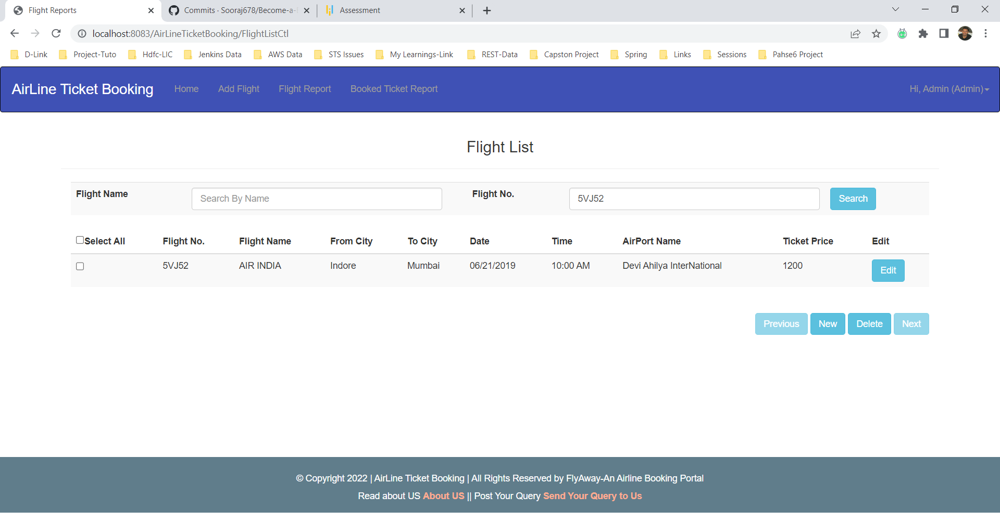 Flight Reports
Commits · Sooraj678/Become-a-
Assessment
localhost:8083/AirLineTicketBooking/FlightListCtl
D-Link Project-Tuto Hdfc-LIC Jenkins Data AWS Data STS Issues My Learnings-Link REST-Data Capston Project Spring Links Sessions Pahse6 Project
AirLine Ticket Booking Home Add Flight Flight Report Booked Ticket Report Hi, Admin (Admin)
Flight List
Flight Name Search By Name Flight No. 5VJ52 Search
Select All Flight No. Flight Name From City To City Date Time AirPort Name Ticket Price Edit
5VJ52 AIR INDIA Indore Mumbai 06/21/2019 10:00 AM Devi Ahilya InterNational 1200 Edit
Previous New Delete Next
© Copyright 2022 | AirLine Ticket Booking | All Rights Reserved by FlyAway-An Airline Booking Portal
Read about US About US || Post Your Query Send Your Query to Us